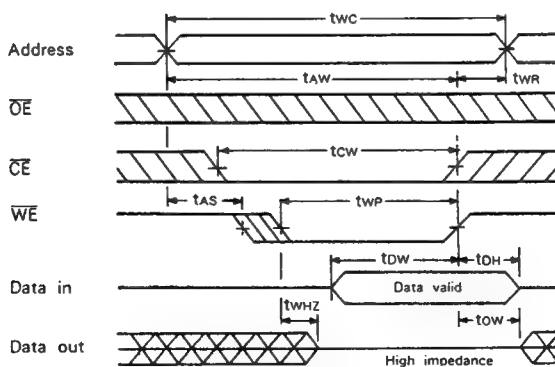 tWC
Address
tAW
tWR
OE
CE
tCW
tAS
tWP
WE
tDW
tDH
Data in
Data valid
tWHZ
tOW
Data out
High impedance